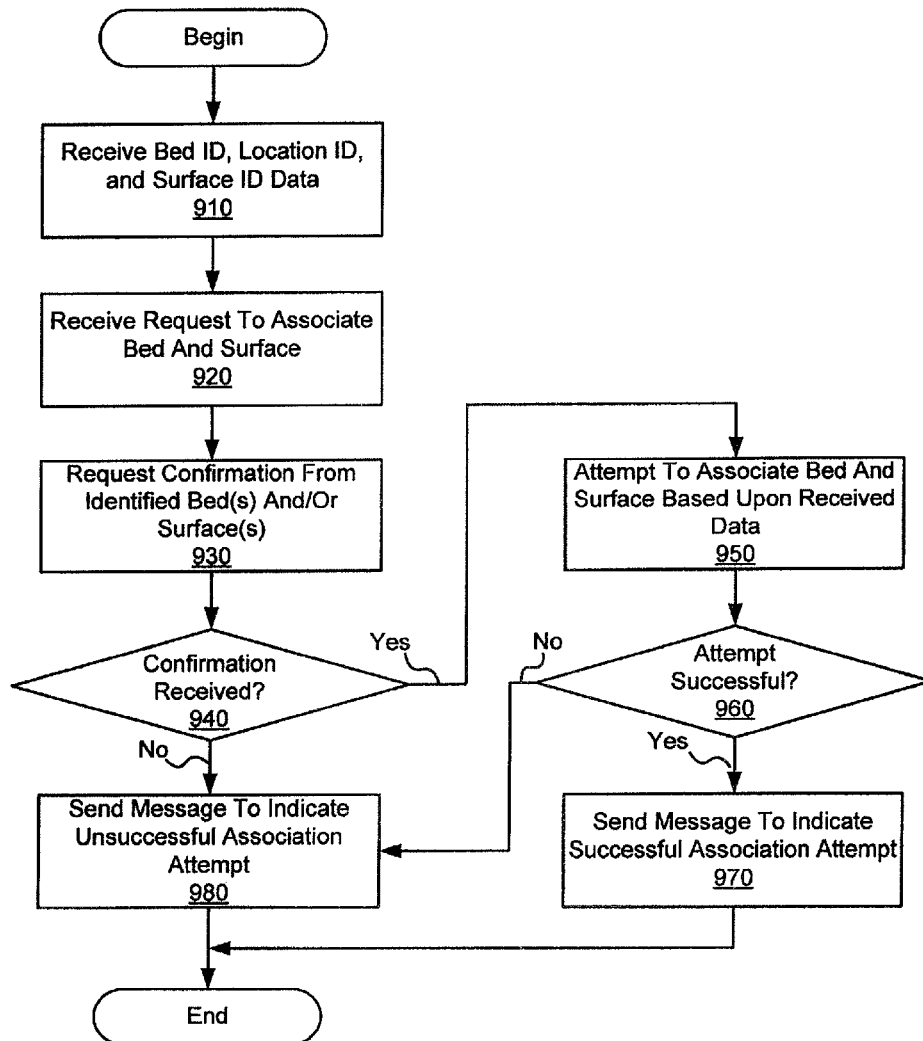 Begin
Receive Bed ID, Location ID,
and Surface ID Data
910
Receive Request To Associate
Bed And Surface
920
Request Confirmation From
Identified Bed(s) And/Or
Surface(s)
930
Confirmation
Received?
940
Yes
No
Attempt To Associate Bed And
Surface Based Upon Received
Data
950
Attempt
Successful?
960
No
Yes
Send Message To Indicate
Successful Association Attempt
970
Send Message To Indicate
Unsuccessful Association
Attempt
980
End